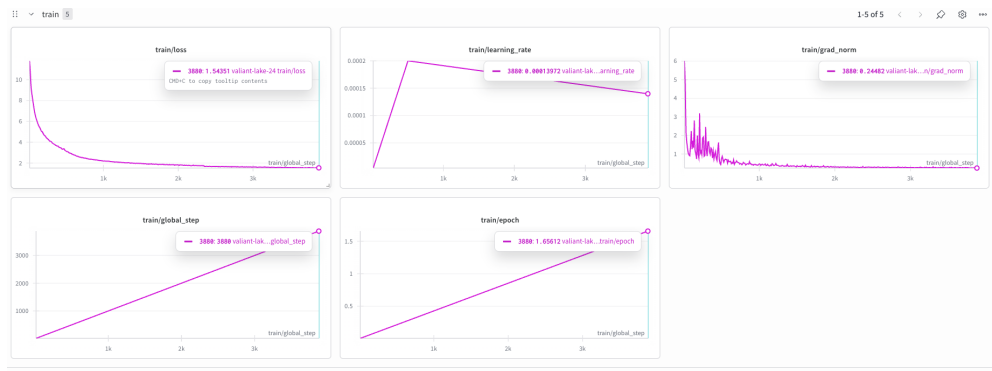 train 5
1-5 of 5
train/loss
3880: 1.54351 valiant-lake-24 train/loss
CMD+C to copy tooltip contents
10
8
6
4
2
train/global_step
1k
2k
3k
train/learning_rate
3880: 0.00013972 valiant-lak...arning_rate
0.0002
0.00015
0.0001
0.00005
train/global_step
1k
2k
3k
train/grad_norm
3880: 0.24482 valiant-lak...n/grad_norm
6
5
4
3
2
1
train/global_step
1k
2k
3k
train/global_step
3880: 3880 valiant-lak...global_step
3000
2000
1000
train/global_step
1k
2k
3k
train/epoch
3880: 1.65612 valiant-lak...train/epoch
1.5
1
0.5
train/global_step
1k
2k
3k